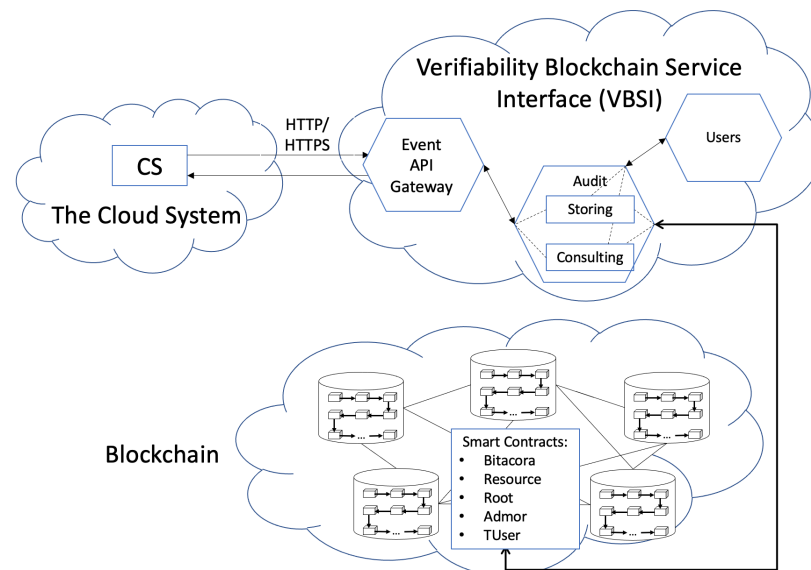 Verifiability Blockchain Service
Interface (VBSI)
HTTP/
HTTPS
CS
The Cloud System
Event
API
Gateway
Users
Audit
Storing
Consulting
Blockchain
...
...
...
...
...
Smart Contracts:
• Bitacora
• Resource
• Root
• Admor
• TUser